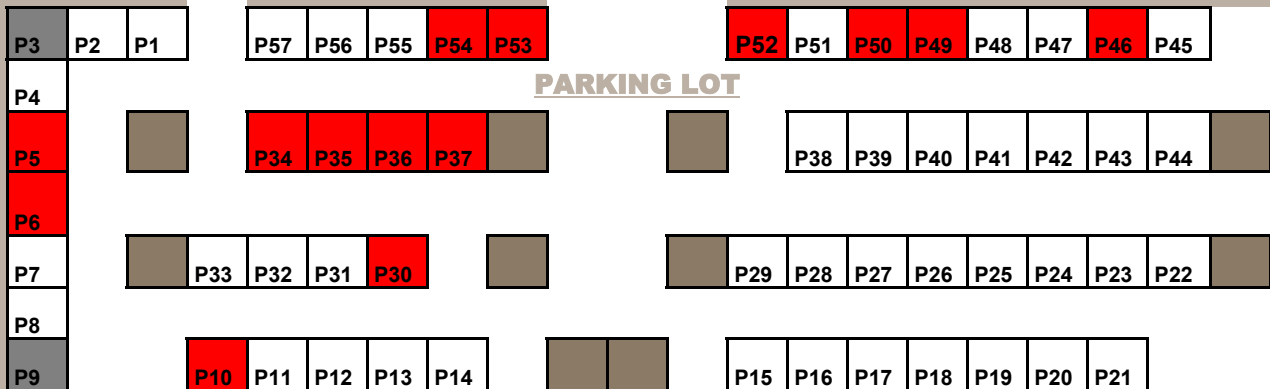 P3 P2 P1 P57 P56 P55 P54 P53 P52 P51 P50 P49 P48 P47 P46 P45
PARKING LOT
P4
P5 P34 P35 P36 P37 P38 P39 P40 P41 P42 P43 P44
P6
P7 P33 P32 P31 P30 P29 P28 P27 P26 P25 P24 P23 P22
P8
P9 P10 P11 P12 P13 P14 P15 P16 P17 P18 P19 P20 P21